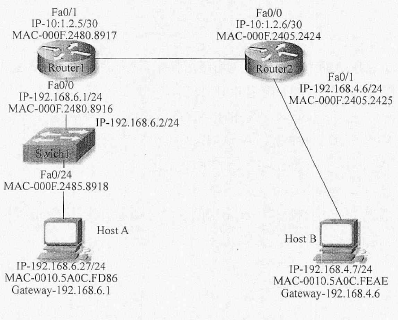 Fa0/1
IP-10:1.2.5/30
MAC-000F.2480.8917
Router1
Fa0/0
IP-192.168.6.1/24
MAC-000F.2480.8916
IP-192.168.6.2/24
Swich1
Fa0/24
MAC-000F.2485.8918
Host A
IP-192.168.6.27/24
MAC-0010.5A0C.FD86
Gateway-192.168.6.1
Fa0/0
IP-10:1.2.6/30
MAC-000F.2405.2424
Router2
Fa0/1
IP-192.168.4.6/24
MAC-000F.2405.2425
Host B
IP-192.168.4.7/24
MAC-0010.5A0C.FEAE
Gateway-192.168.4.6